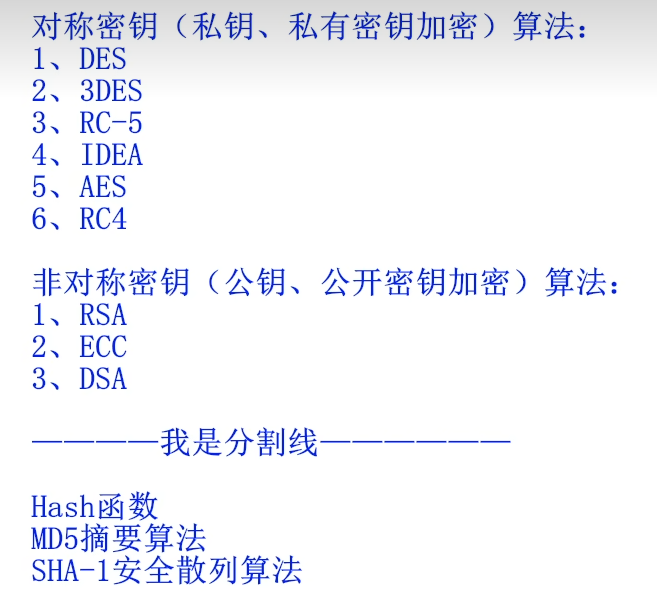 对称密钥（私钥、私有密钥加密）算法：
1、DES
2、3DES
3、RC-5
4、IDEA
5、AES
6、RC4
非对称密钥（公钥、公开密钥加密）算法：
1、RSA
2、ECC
3、DSA
————我是分割线——————
Hash函数
MD5摘要算法
SHA-1安全散列算法